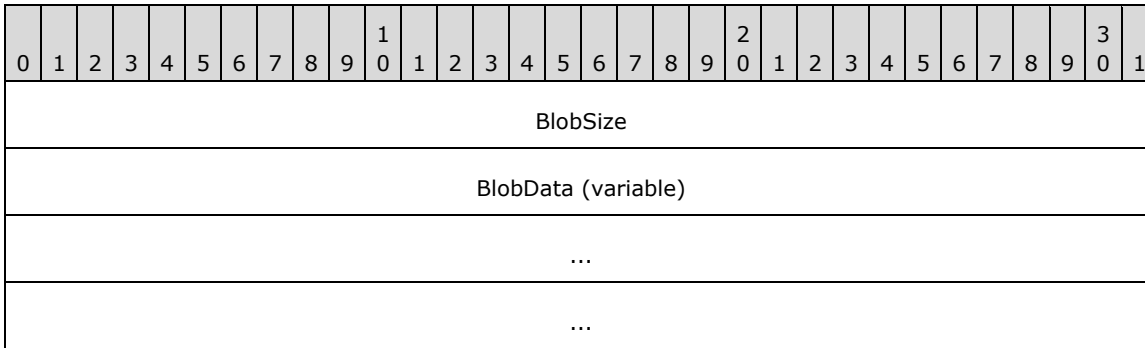 0 1 2 3 4 5 6 7 8 9 1 0 1 2 3 4 5 6 7 8 9 2 0 1 2 3 4 5 6 7 8 9 3 0 1
BlobSize
BlobData (variable)
...
...